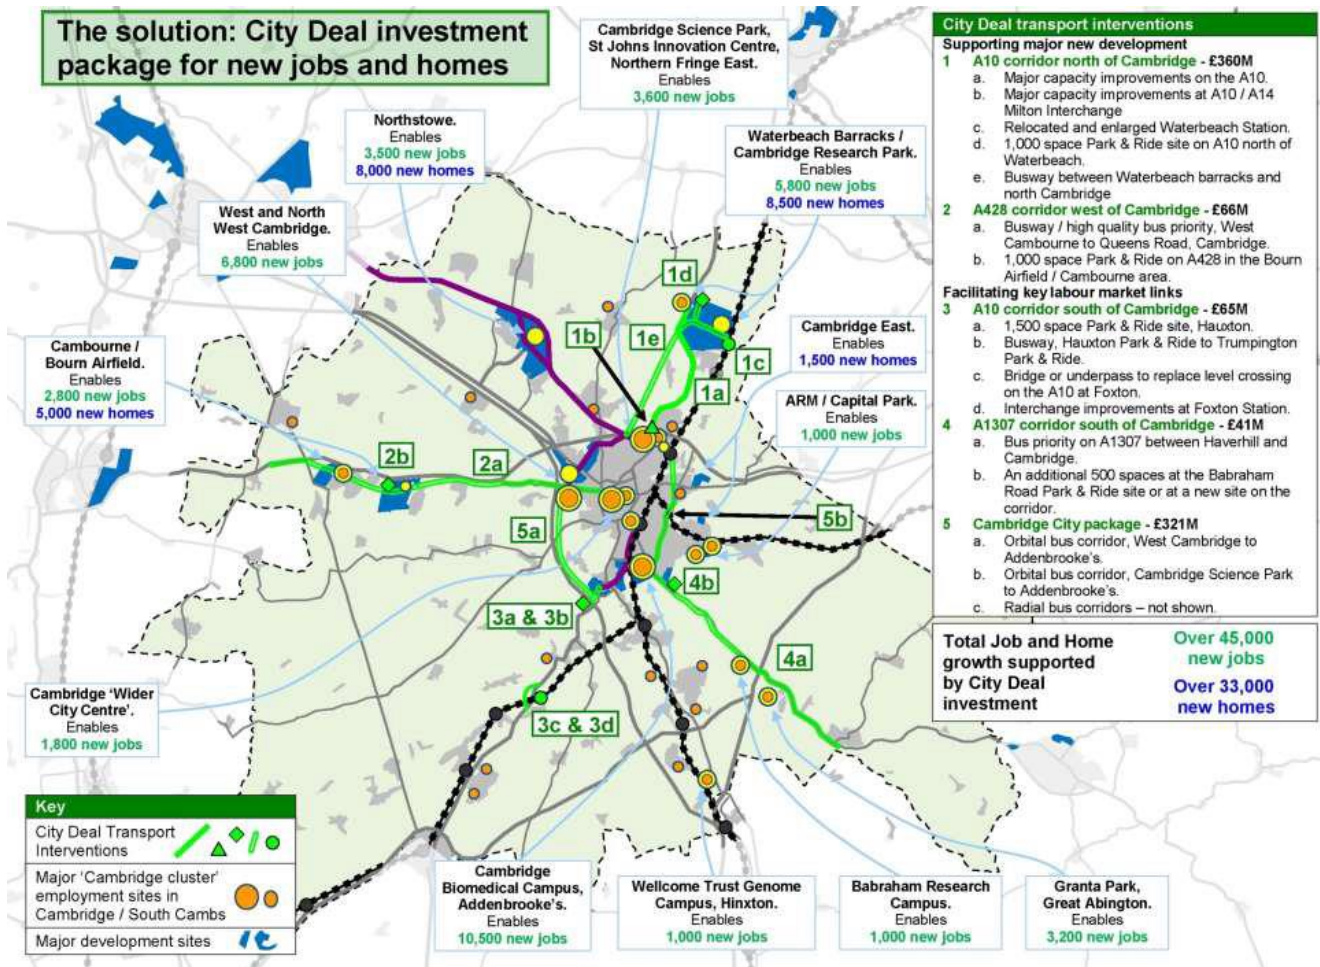 The solution: City Deal investment
package for new jobs and homes
Cambridge Science Park,
St Johns Innovation Centre,
Northern Fringe East.
Enables
3,600 new jobs
Northstowe.
Enables
3,500 new jobs
8,000 new homes
Waterbeach Barracks /
Cambridge Research Park.
Enables
5,800 new jobs
8,500 new homes
West and North
West Cambridge.
Enables
6,800 new jobs
Cambourne /
Bourn Airfield.
Enables
2,800 new jobs
5,000 new homes
Cambridge East.
Enables
1,500 new homes
ARM / Capital Park.
Enables
1,000 new jobs
1d
1b
1e
1c
1a
2b
2a
5a
5b
4b
3a & 3b
4a
3c & 3d
Cambridge 'Wider
City Centre'.
Enables
1,800 new jobs
Key
City Deal Transport
Interventions
Major 'Cambridge cluster'
employment sites in
Cambridge / South Cambs
Major development sites
Cambridge
Biomedical Campus,
Addenbrooke's.
Enables
10,500 new jobs
Wellcome Trust Genome
Campus, Hinxton.
Enables
1,000 new jobs
Babraham Research
Campus.
Enables
1,000 new jobs
Granta Park,
Great Abington.
Enables
3,200 new jobs
City Deal transport interventions
Supporting major new development
1 A10 corridor north of Cambridge - £360M
a. Major capacity improvements on the A10.
b. Major capacity improvements at A10 / A14
Milton Interchange
c. Relocated and enlarged Waterbeach Station.
d. 1,000 space Park & Ride site on A10 north of
Waterbeach.
e. Busway between Waterbeach barracks and
north Cambridge
2 A428 corridor west of Cambridge - £66M
a. Busway / high quality bus priority, West
Cambourne to Queens Road, Cambridge.
b. 1,000 space Park & Ride on A428 in the Bourn
Airfield / Cambourne area.
Facilitating key labour market links
3 A10 corridor south of Cambridge - £65M
a. 1,500 space Park & Ride site, Hauxton.
b. Busway, Hauxton Park & Ride to Trumpington
Park & Ride.
c. Bridge or underpass to replace level crossing
on the A10 at Foxton.
d. Interchange improvements at Foxton Station.
4 A1307 corridor south of Cambridge - £41M
a. Bus priority on A1307 between Haverhill and
Cambridge.
b. An additional 500 spaces at the Babraham
Road Park & Ride site or at a new site on the
corridor.
5 Cambridge City package - £321M
a. Orbital bus corridor, West Cambridge to
Addenbrooke's.
b. Orbital bus corridor, Cambridge Science Park
to Addenbrooke's.
c. Radial bus corridors – not shown.
Total Job and Home
growth supported
by City Deal
investment
Over 45,000
new jobs
Over 33,000
new homes